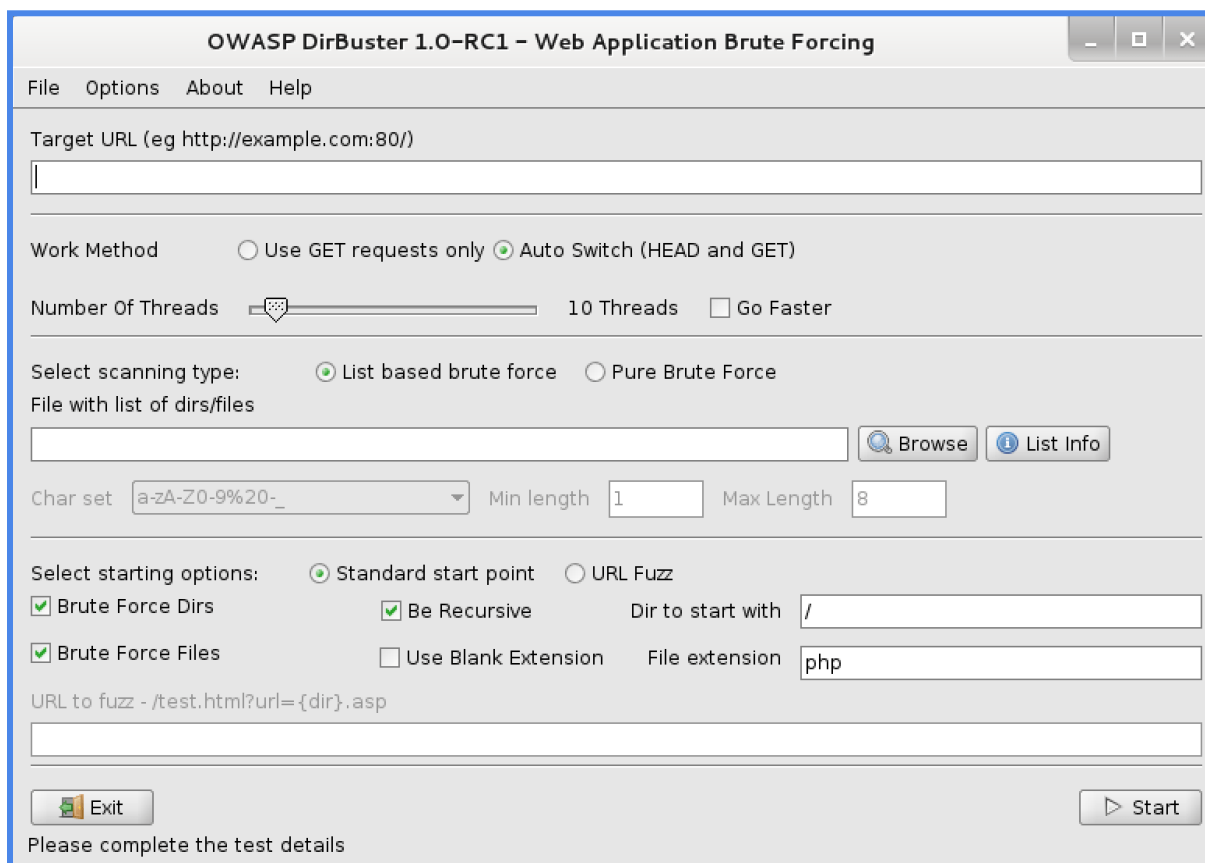 OWASP DirBuster 1.0-RC1 - Web Application Brute Forcing
File Options About Help
Target URL (eg http://example.com:80/)
Work Method Use GET requests only Auto Switch (HEAD and GET)
Number Of Threads 10 Threads Go Faster
Select scanning type: List based brute force Pure Brute Force
File with list of dirs/files
Browse List Info
Char set a-zA-Z0-9%20-_ Min length 1 Max Length 8
Select starting options: Standard start point URL Fuzz
Brute Force Dirs Be Recursive Dir to start with /
Brute Force Files Use Blank Extension File extension php
URL to fuzz - /test.html?url={dir}.asp
Exit Start
Please complete the test details